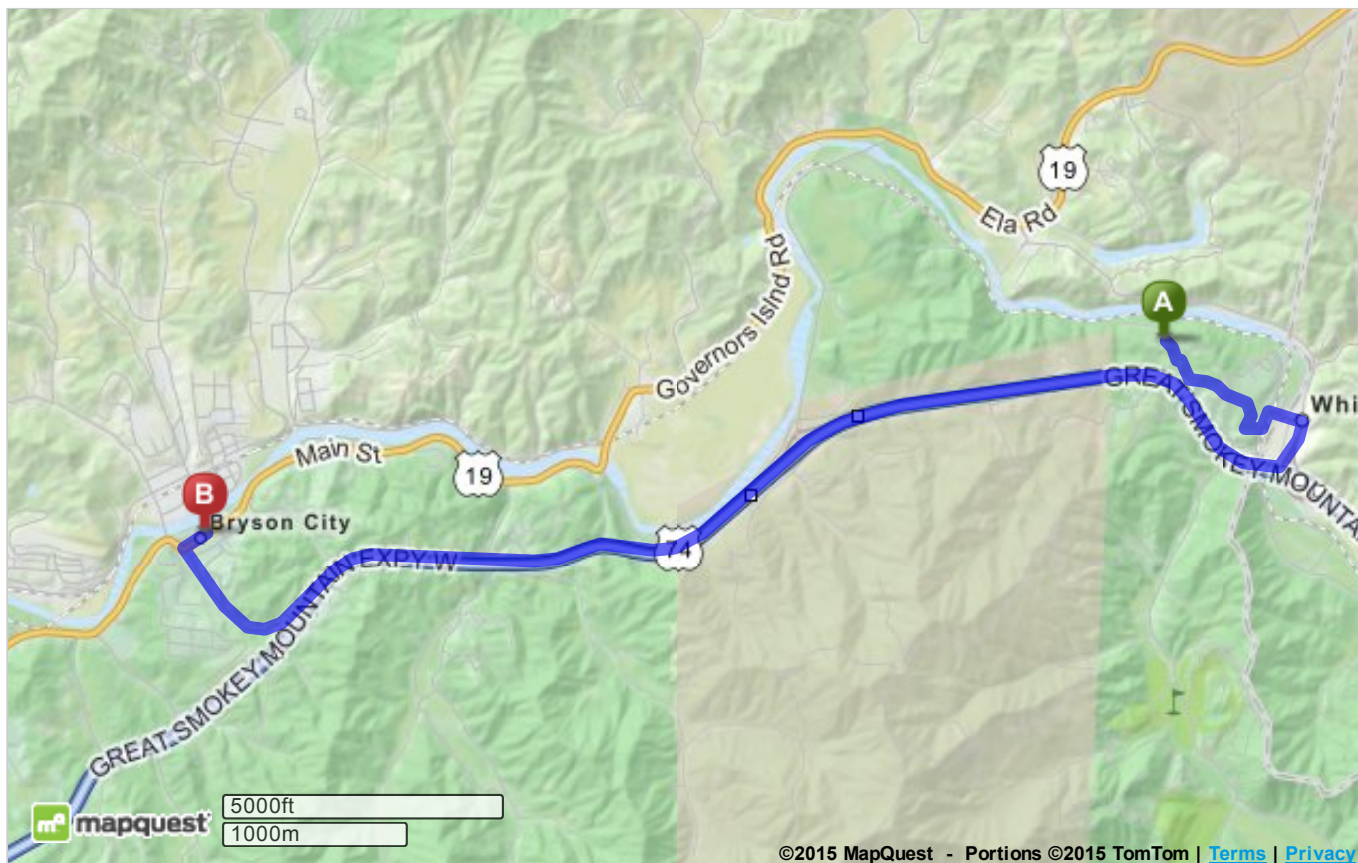 19
Ela Rd
A
Governors Islnd Rd
GREAT SMOKEY MOUNTA
Whi
Main St
19
B
Bryson City
74
GREAT SMOKEY MOUNTAIN EXPY W
mq mapquest
5000ft
1000m
©2015 MapQuest - Portions ©2015 TomTom | Terms | Privacy